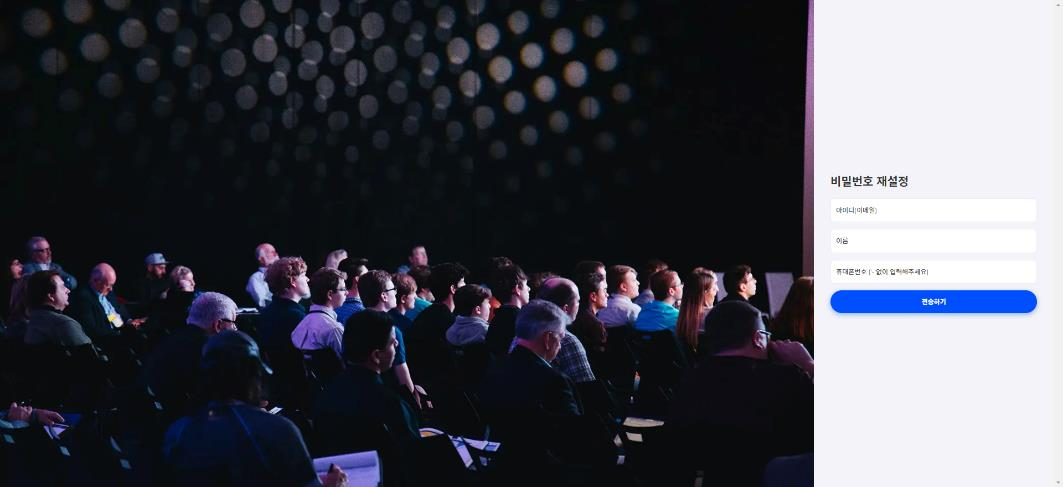 비밀번호 재설정
아이디(이메일)
이름
휴대폰번호 (- 없이 입력해주세요)
전송하기